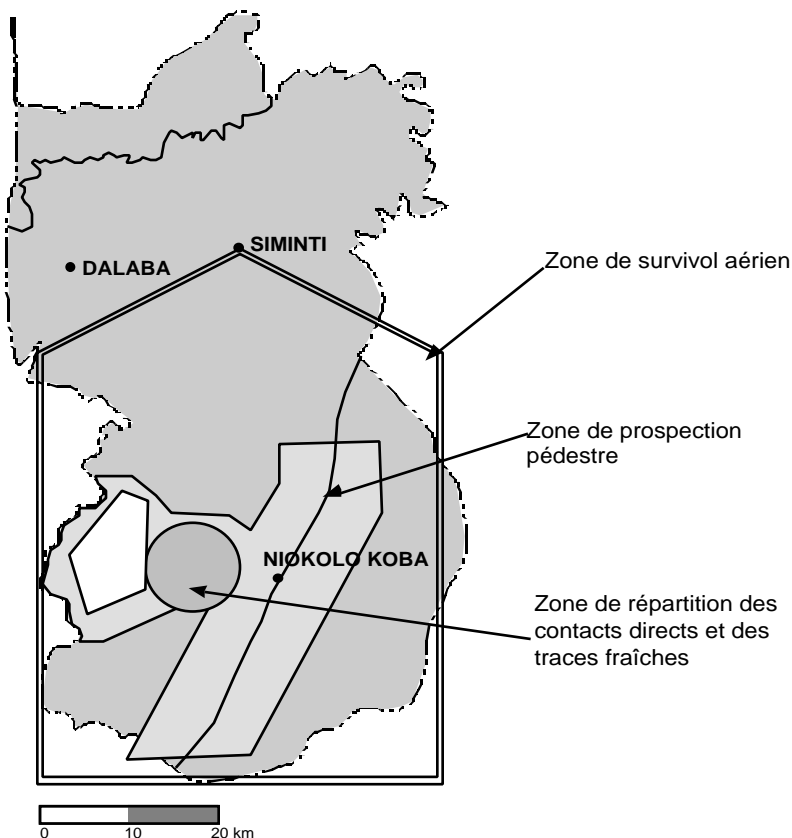 SIMINTI
DALABA
Zone de survivol aérien
Zone de prospection
pédestre
NIOKOLO KOBA
Zone de répartition des
contacts directs et des
traces fraîches
0 10 20 km